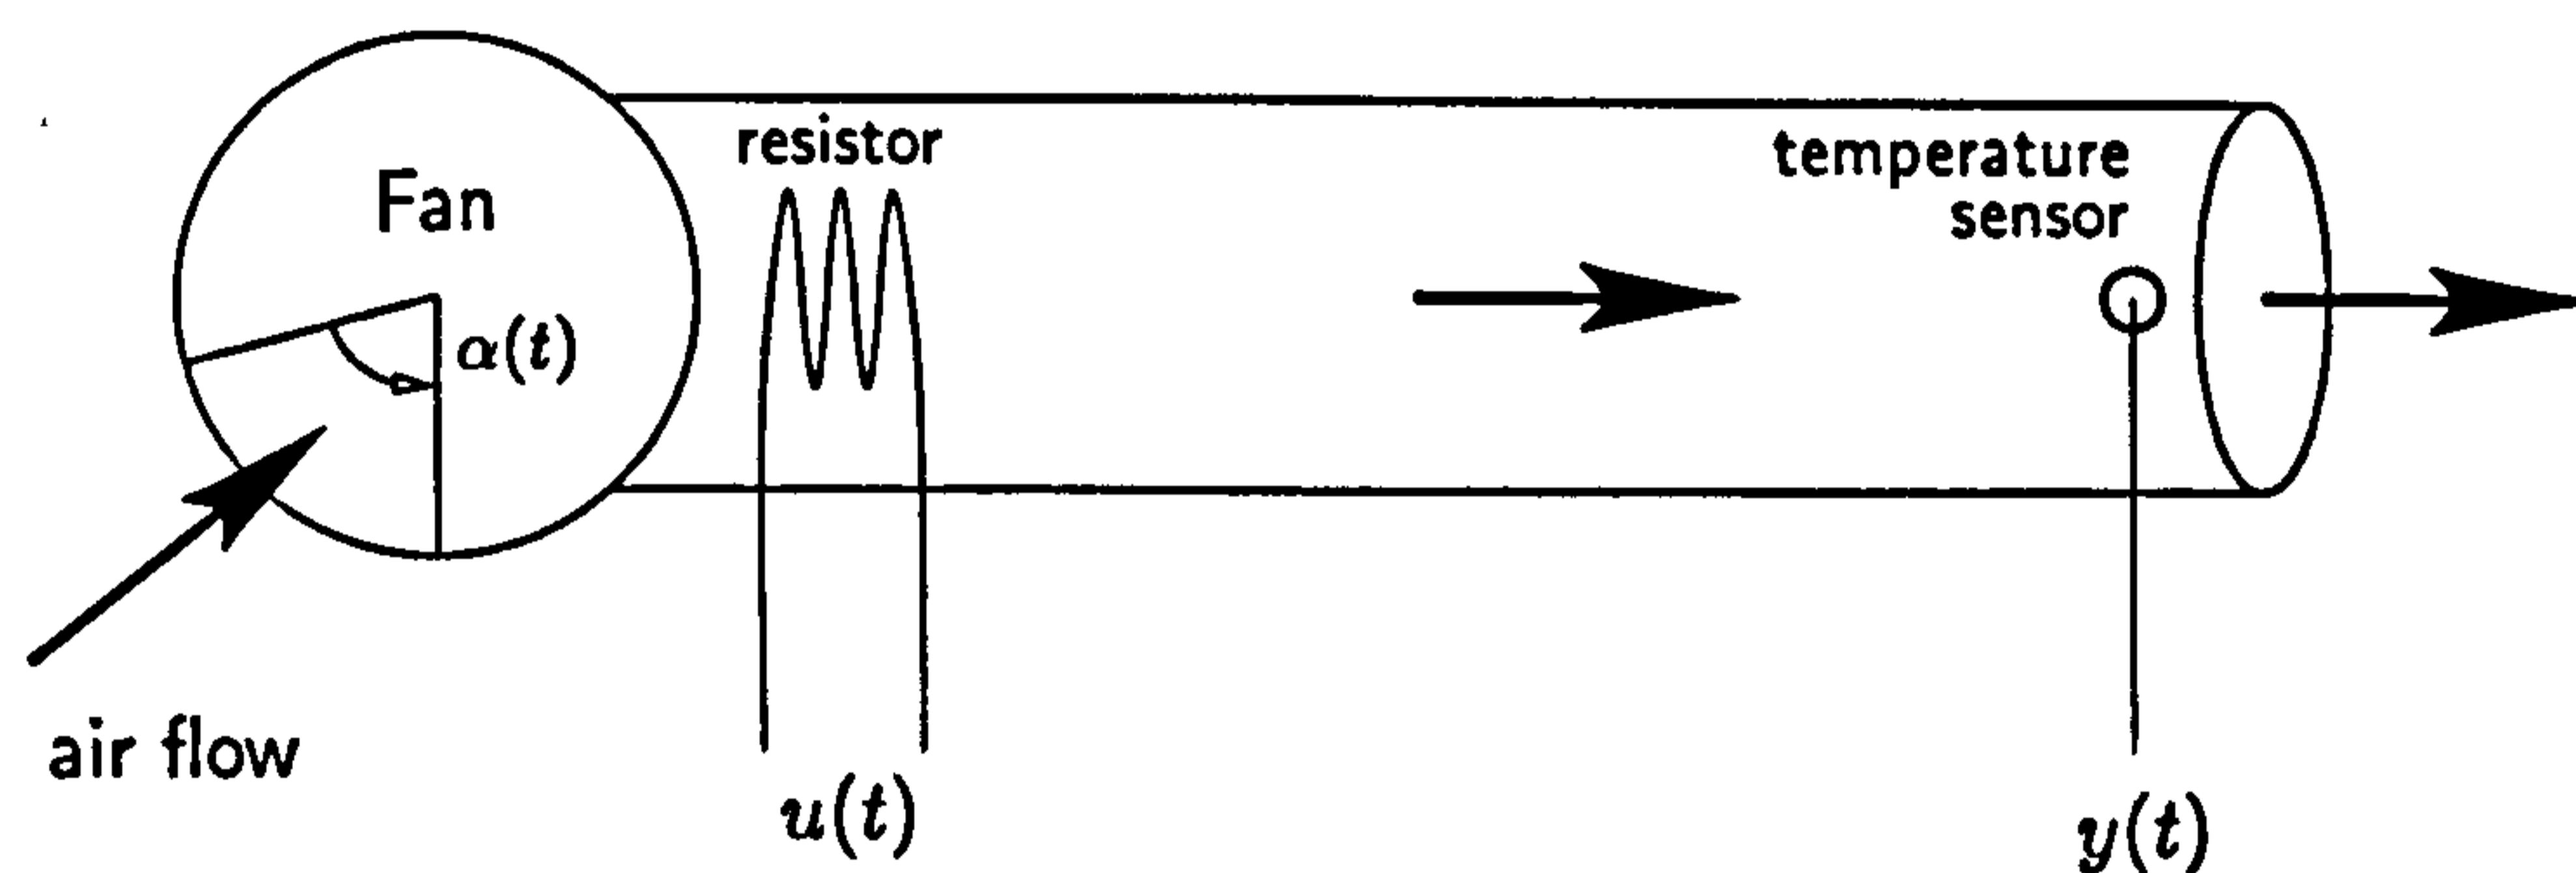 Fan
α(t)
air flow
resistor
u(t)
temperature
sensor
y(t)